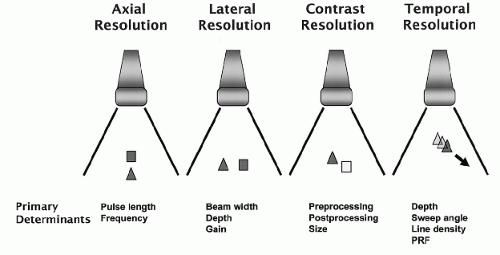 Axial Resolution
Lateral Resolution
Contrast Resolution
Temporal Resolution
Primary Determinants
Pulse length
Frequency
Beam width
Depth
Gain
Preprocessing
Postprocessing
Size
Depth
Sweep angle
Line density
PRF